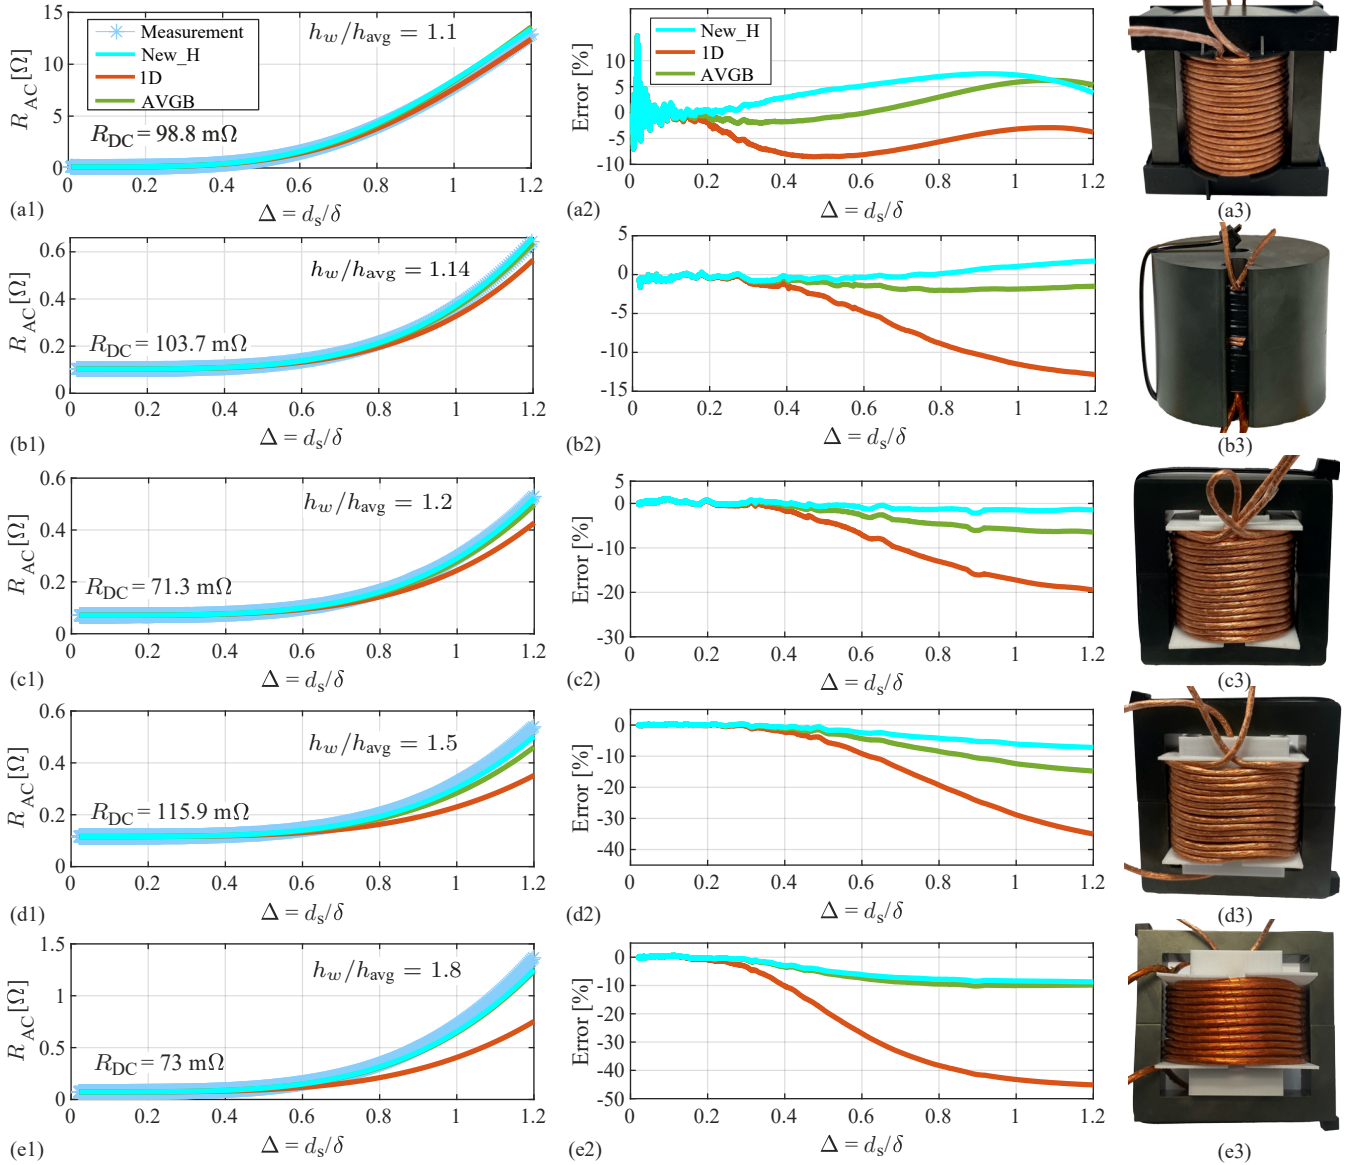 15
10
5
0
R_AC [Ω]
Measurement
New_H
1D
AVGB
h_w/h_avg = 1.1
R_DC = 98.8 mΩ
0 0.2 0.4 0.6 0.8 1 1.2
(a1) Δ = d_s/δ
Error [%]
10
5
0
-5
-10
New_H
1D
AVGB
0 0.2 0.4 0.6 0.8 1 1.2
(a2) Δ = d_s/δ
(a3)
0.6
0.4
0.2
0
R_AC [Ω]
h_w/h_avg = 1.14
R_DC = 103.7 mΩ
0 0.2 0.4 0.6 0.8 1 1.2
(b1) Δ = d_s/δ
Error [%]
5
0
-5
-10
-15
0 0.2 0.4 0.6 0.8 1 1.2
(b2) Δ = d_s/δ
(b3)
0.6
0.4
0.2
0
R_AC [Ω]
h_w/h_avg = 1.2
R_DC = 71.3 mΩ
0 0.2 0.4 0.6 0.8 1 1.2
(c1) Δ = d_s/δ
Error [%]
5
0
-10
-20
-30
0 0.2 0.4 0.6 0.8 1 1.2
(c2) Δ = d_s/δ
(c3)
0.6
0.4
0.2
0
R_AC [Ω]
h_w/h_avg = 1.5
R_DC = 115.9 mΩ
0 0.2 0.4 0.6 0.8 1 1.2
(d1) Δ = d_s/δ
Error [%]
0
-10
-20
-30
-40
0 0.2 0.4 0.6 0.8 1 1.2
(d2) Δ = d_s/δ
(d3)
1.5
1
0.5
0
R_AC [Ω]
h_w/h_avg = 1.8
R_DC = 73 mΩ
0 0.2 0.4 0.6 0.8 1 1.2
(e1) Δ = d_s/δ
Error [%]
0
-10
-20
-30
-40
-50
0 0.2 0.4 0.6 0.8 1 1.2
(e2) Δ = d_s/δ
(e3)